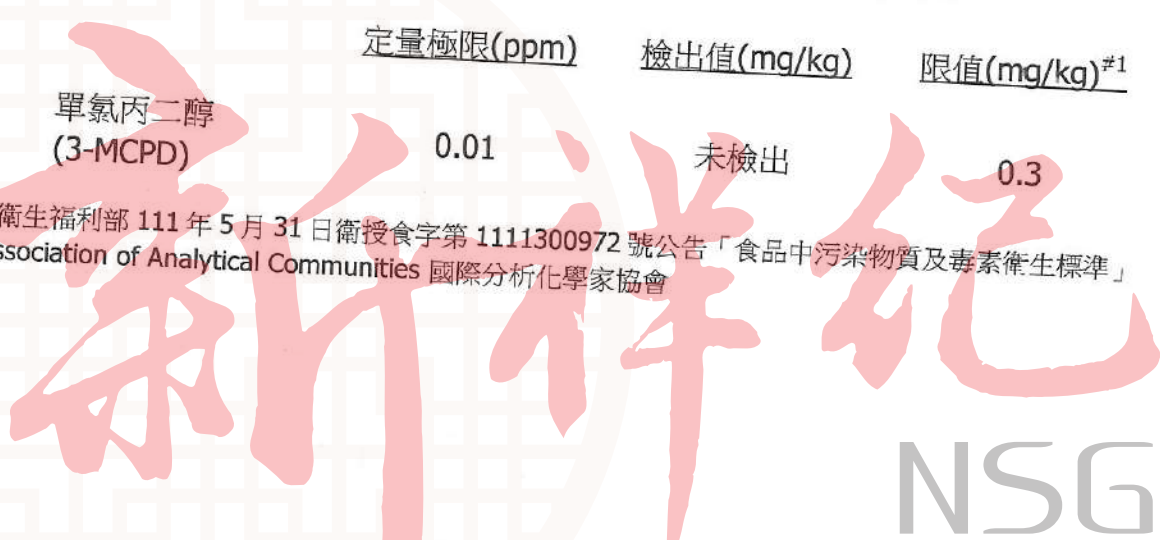 定量極限(ppm) 檢出值(mg/kg) 限值(mg/kg)#1
單氯丙二醇
(3-MCPD) 0.01 未檢出 0.3
衛生福利部 111 年 5 月 31 日衛授食字第 1111300972 號公告「食品中污染物質及毒素衛生標準」
ssociation of Analytical Communities 國際分析化學家協會
新祥纪
NSG